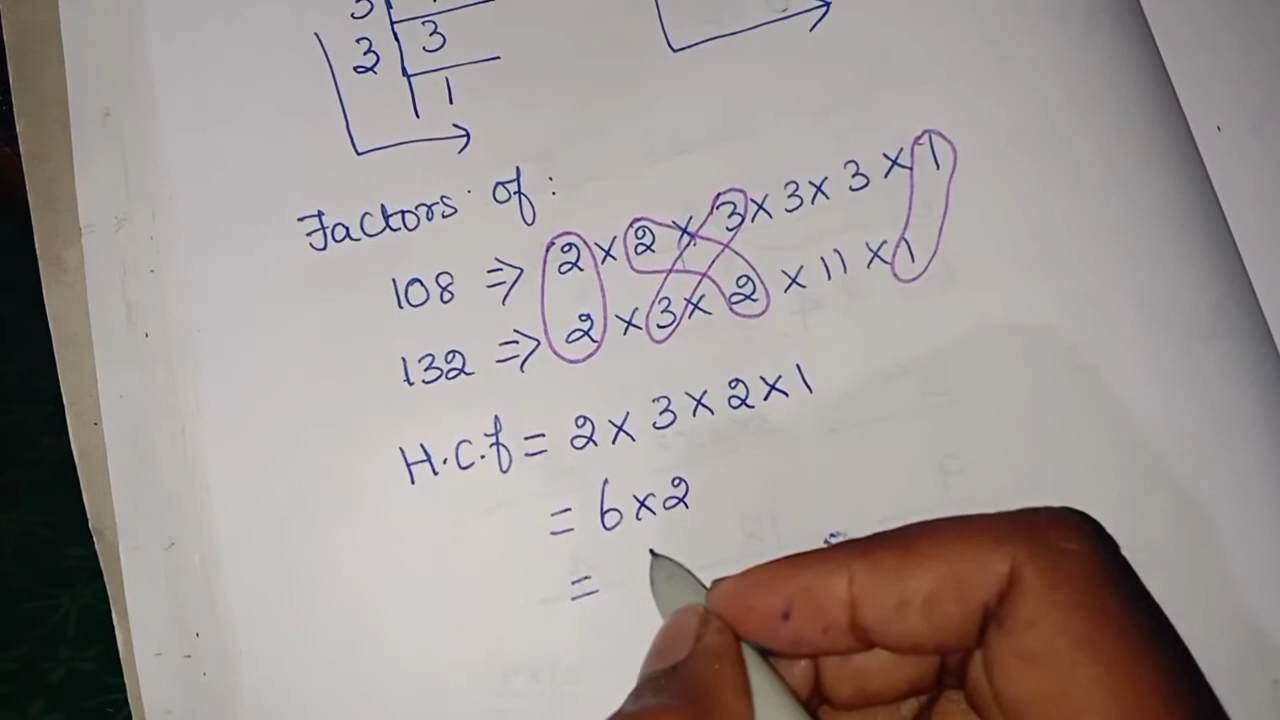 3
3 3
1
Factors of :
108 => 2 × 2 × 3 × 3 × 3 × 1
132 => 2 × 3 × 2 × 11 × 1
H.C.f = 2 × 3 × 2 × 1
= 6 × 2
=